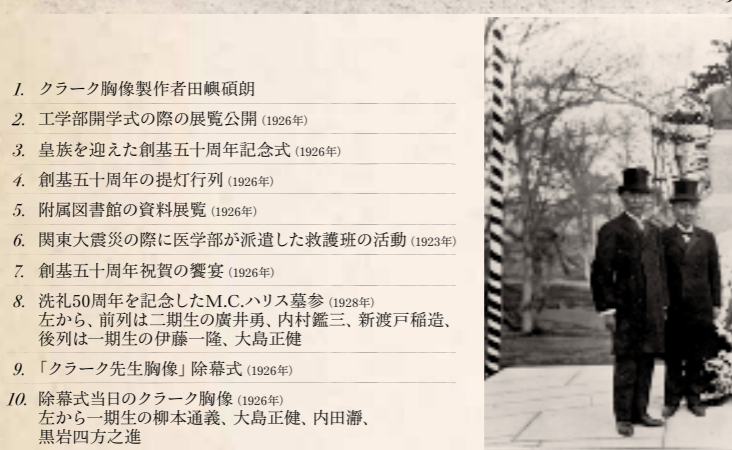 1. クラーク胸像製作者田嶼碩朗
2. 工学部開学式の際の展覧公開（1926年）
3. 皇族を迎えた創基五十周年記念式（1926年）
4. 創基五十周年の提灯行列（1926年）
5. 附属図書館の資料展覧（1926年）
6. 関東大震災の際に医学部が派遣した救護班の活動（1923年）
7. 創基五十周年祝賀の饗宴（1926年）
8. 洗礼50周年を記念したM.C.ハリス墓参（1928年）
左から、前列は二期生の廣井勇、内村鑑三、新渡戸稲造、
後列は一期生の伊藤一隆、大島正健
9. 「クラーク先生胸像」除幕式（1926年）
10. 除幕式当日のクラーク胸像（1926年）
左から一期生の柳本通義、大島正健、内田瀞、
黒岩四方之進